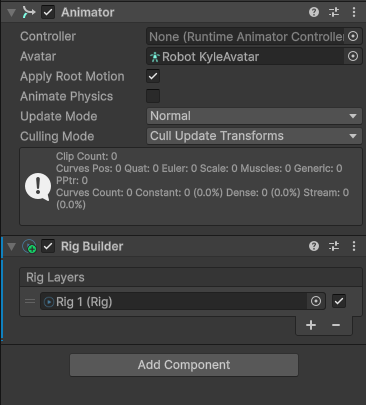 Animator
Controller None (Runtime Animator Controller
Avatar Robot KyleAvatar
Apply Root Motion
Animate Physics
Update Mode Normal
Culling Mode Cull Update Transforms
Clip Count: 0
Curves Pos: 0 Quat: 0 Euler: 0 Scale: 0 Muscles: 0 Generic: 0
PPtr: 0
Curves Count: 0 Constant: 0 (0.0%) Dense: 0 (0.0%) Stream: 0
(0.0%)
Rig Builder
Rig Layers
Rig 1 (Rig)
Add Component